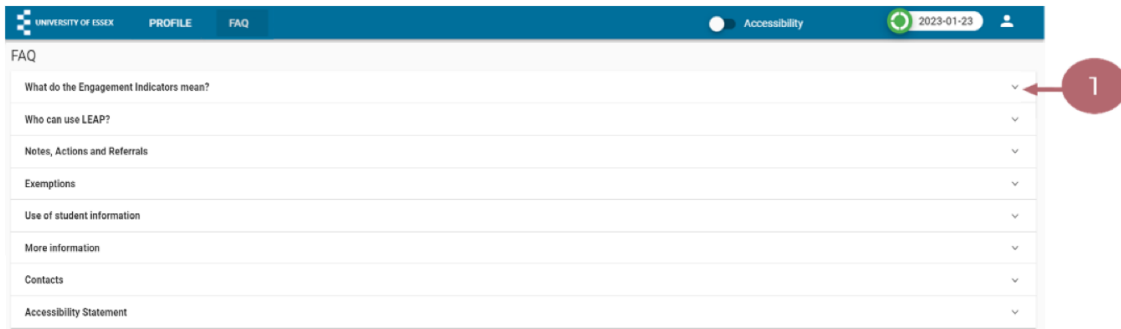 UNIVERSITY OF ESSEX PROFILE FAQ Accessibility 2023-01-23
FAQ
What do the Engagement Indicators mean?
1
Who can use LEAP?
Notes, Actions and Referrals
Exemptions
Use of student information
More information
Contacts
Accessibility Statement